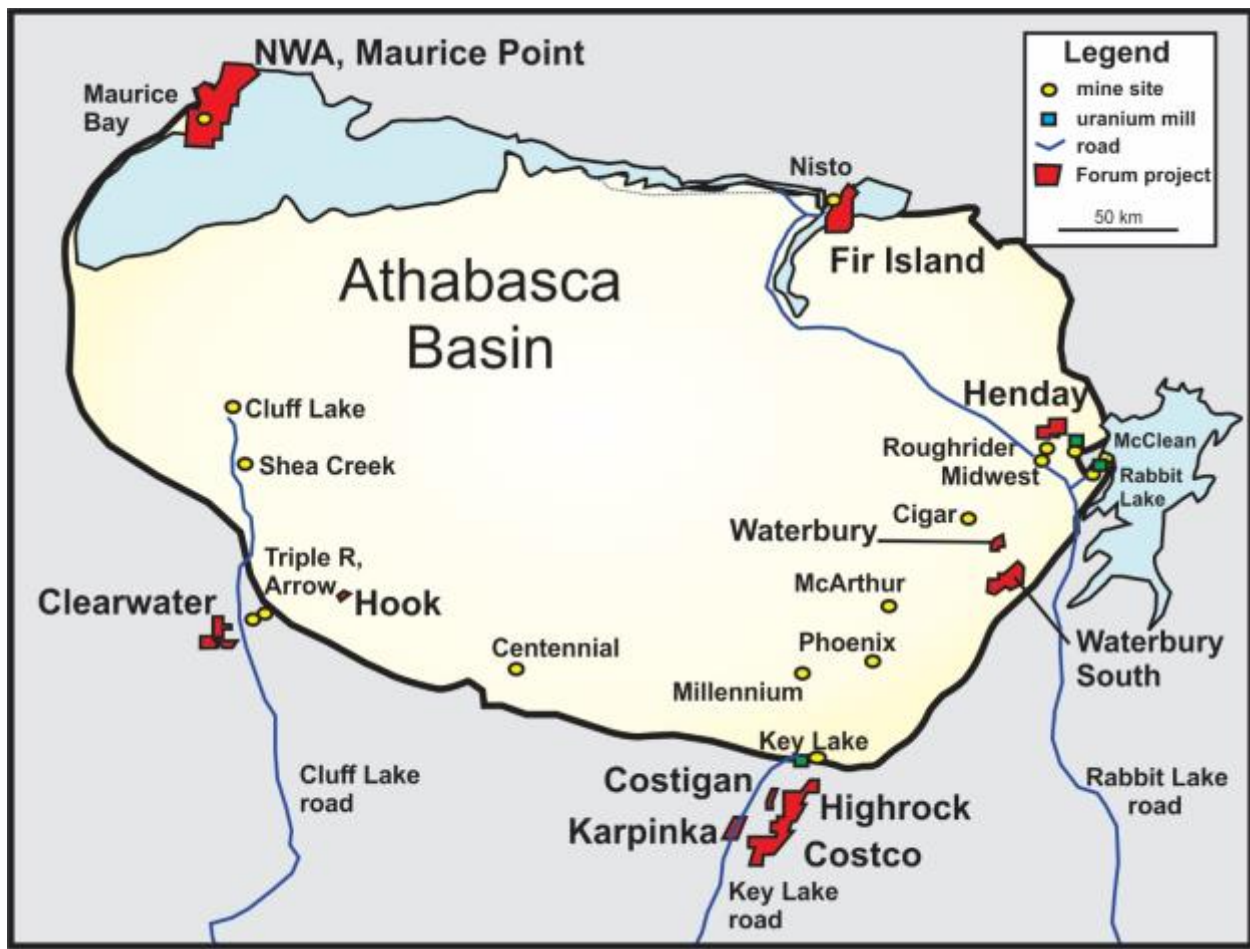 NWA, Maurice Point
Maurice
Bay
Legend
mine site
uranium mill
road
Forum project
50 km
Nisto
Fir Island
Athabasca
Basin
Henday
McClean
Roughrider
Midwest
Rabbit
Lake
Cluff Lake
Shea Creek
Cigar
Waterbury
Triple R,
Arrow
Hook
Clearwater
McArthur
Phoenix
Centennial
Millennium
Waterbury
South
Key Lake
Costigan
Highrock
Karpinka
Costco
Cluff Lake
road
Key Lake
road
Rabbit Lake
road